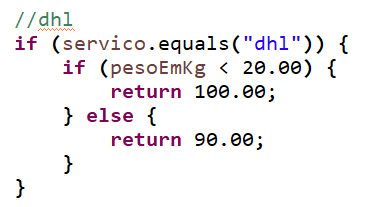 //dhl
if (servico.equals("dhl")) {
    if (pesoEmKg < 20.00) {
        return 100.00;
    } else {
        return 90.00;
    }
}